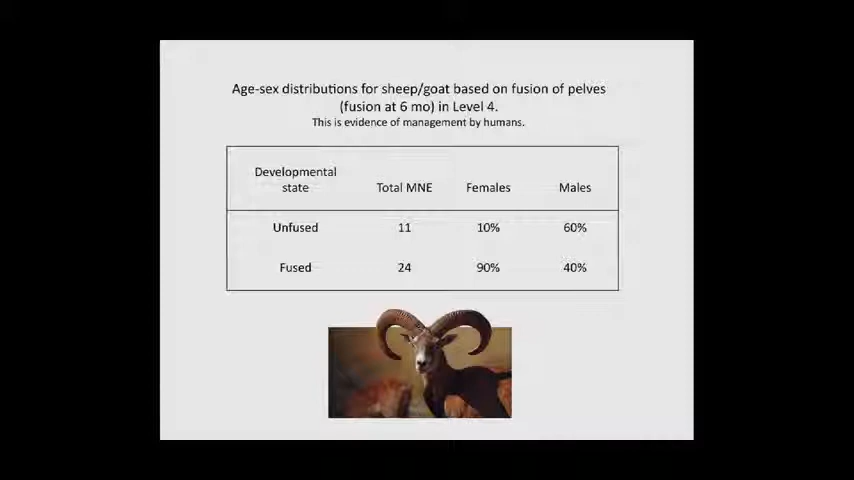 Age-sex distributions for sheep/goat based on fusion of pelves
(fusion at 6 mo) in Level 4.
This is evidence of management by humans.
Developmental
state Total MNE Females Males
Unfused 11 10% 60%
Fused 24 90% 40%